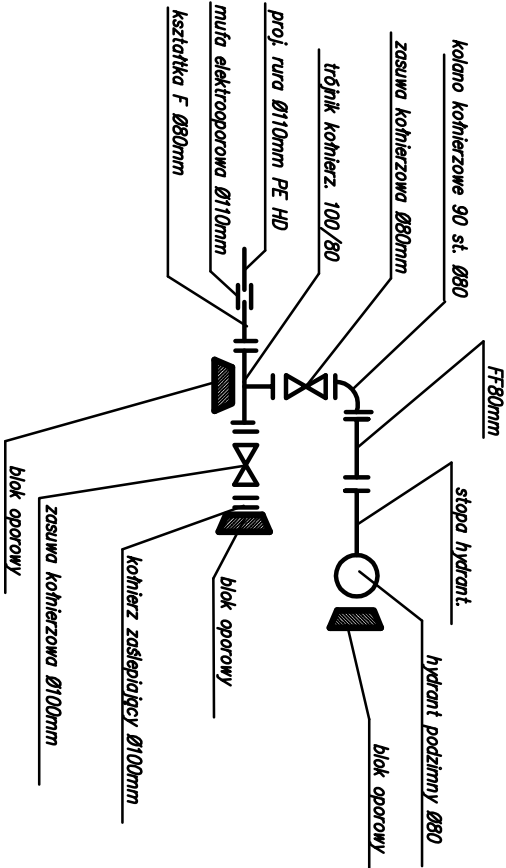 FF80mm
stopa hydrant.
hydrant podzimny Ø80
blok oporowy
kolano kołnierzowe 90 st. Ø80
zasuwa kołnierzowa Ø80mm
trójnik kołnierz. 100/80
proj. rura Ø110mm PE HD
mufa elektrooporowa Ø110mm
kształtka F Ø80mm
blok oporowy
kołnierz zaślepiający Ø100mm
zasuwa kołnierzowa Ø100mm
blok oporowy